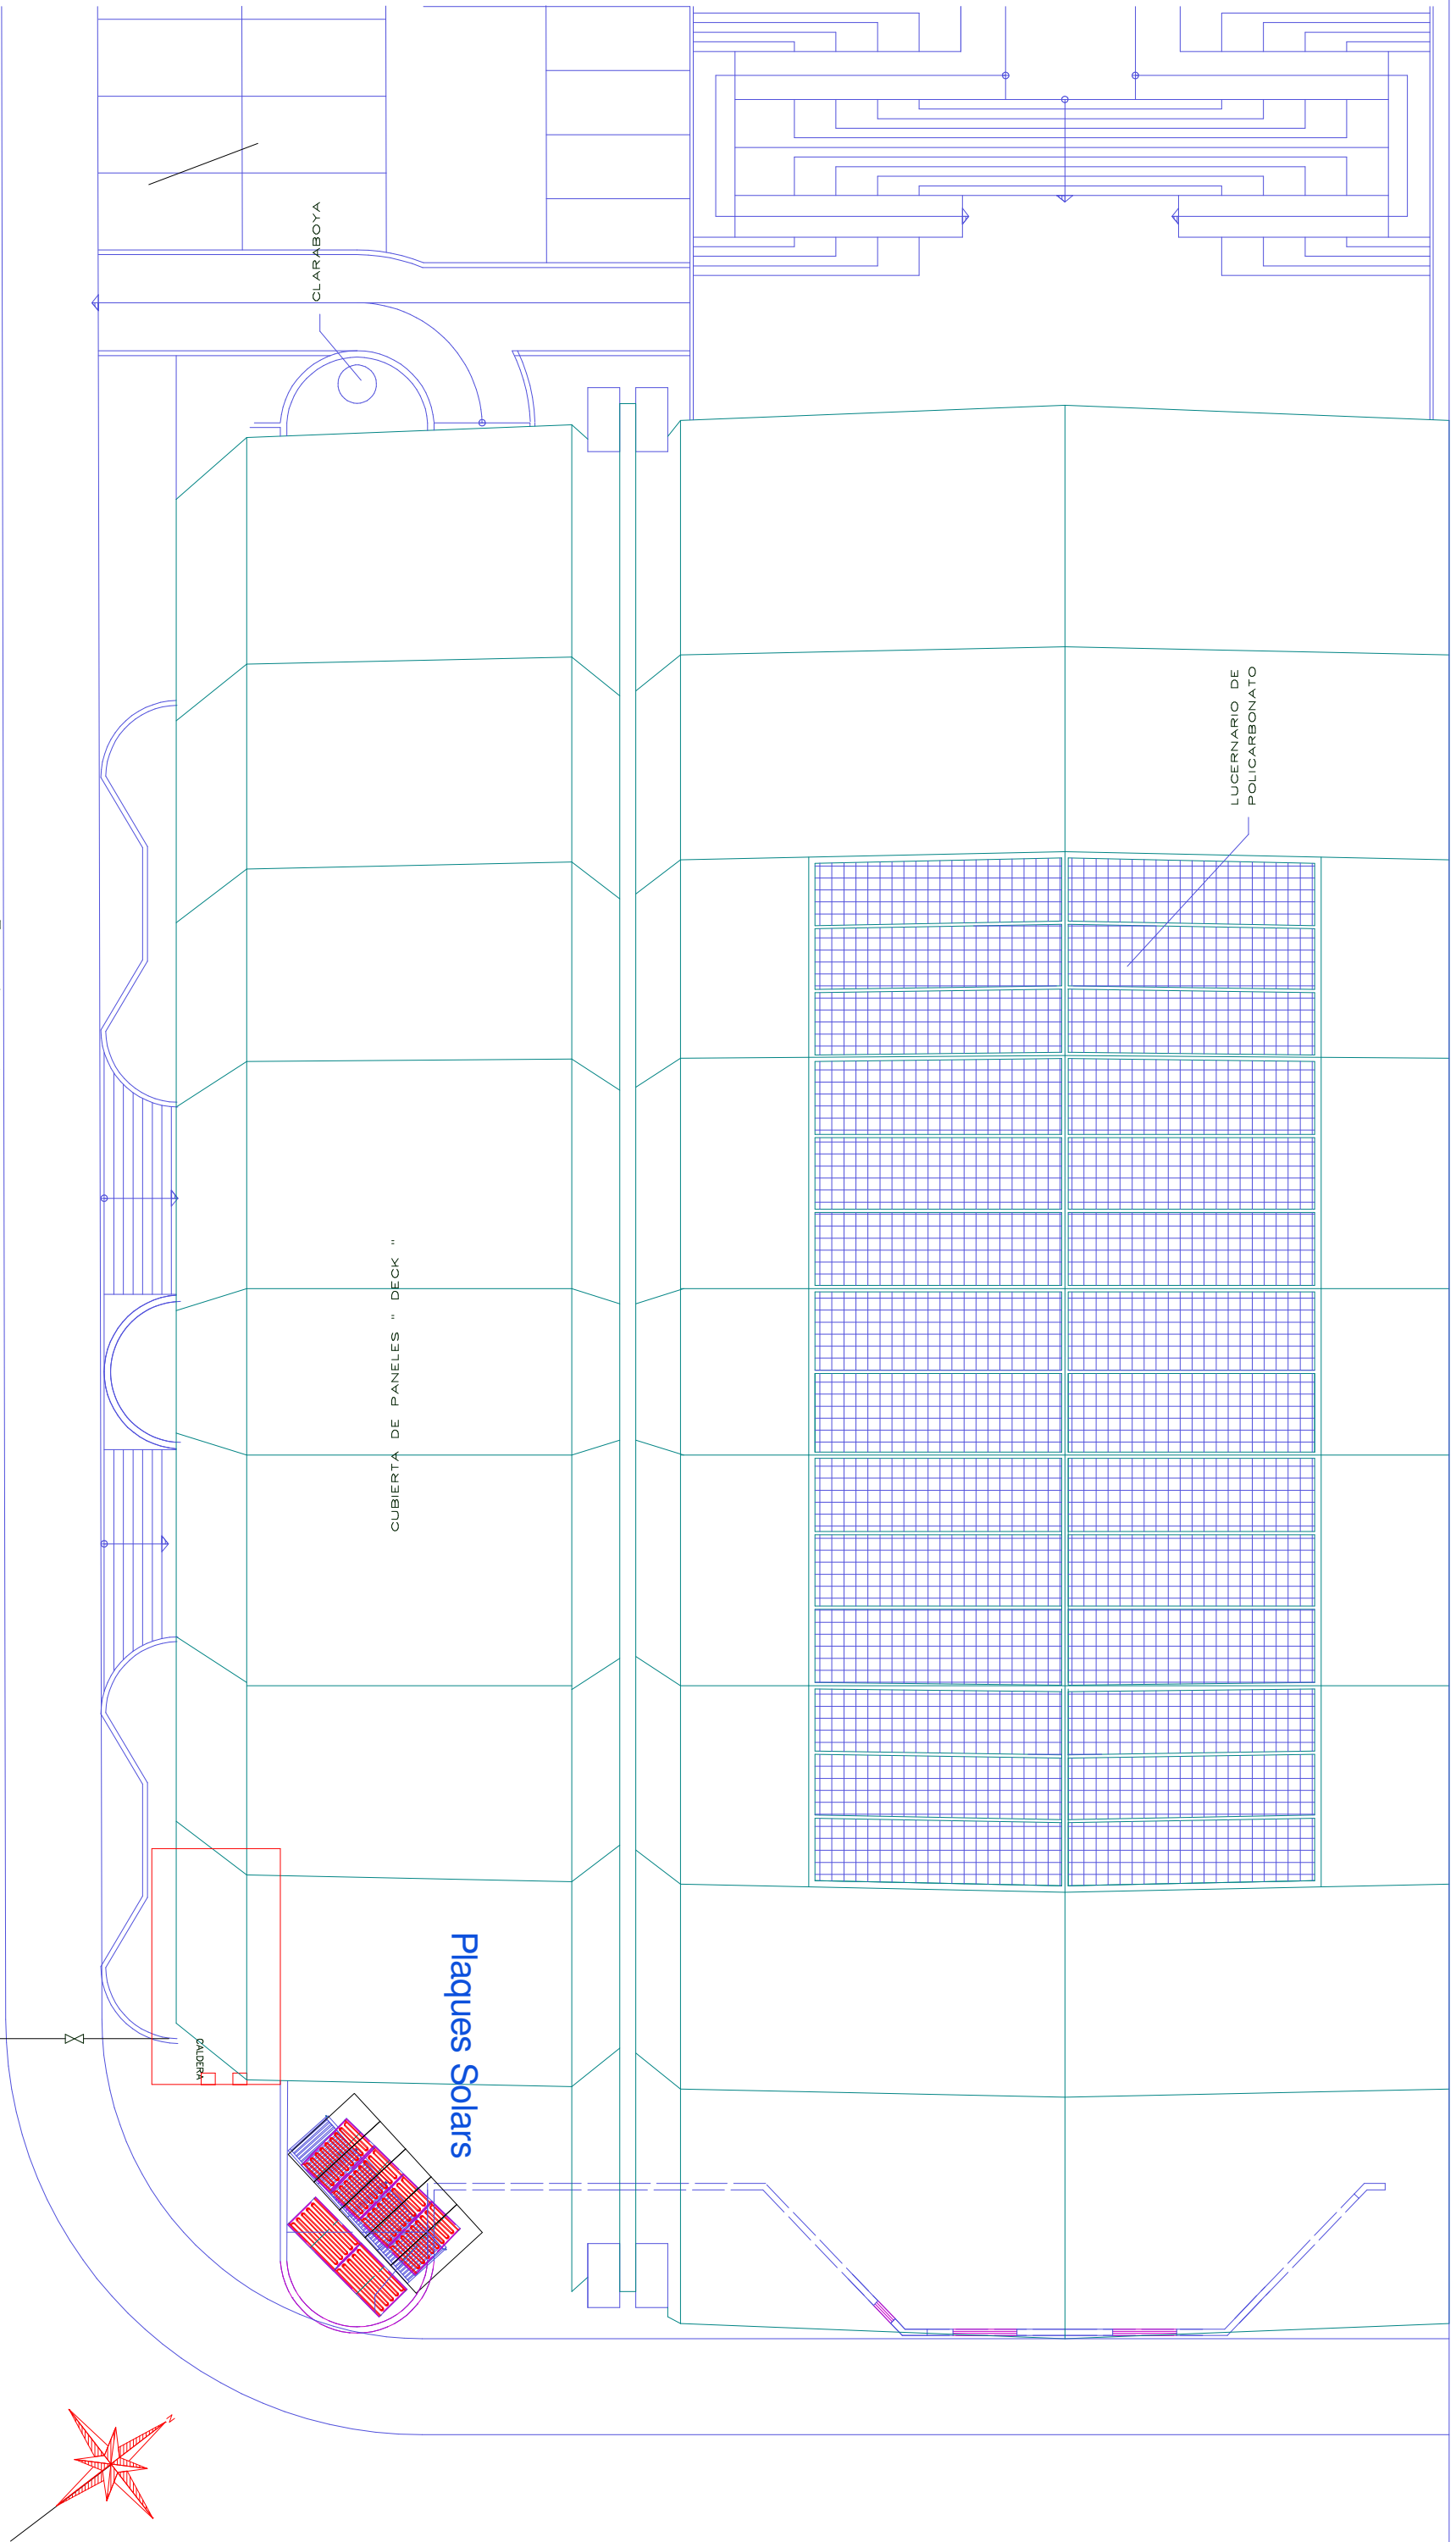 CLARABOYA
LUCERNARIO DE
POLICARBONATO
CUBIERTA DE PANELES " DECK "
Plaques Solars
CALDERA
N